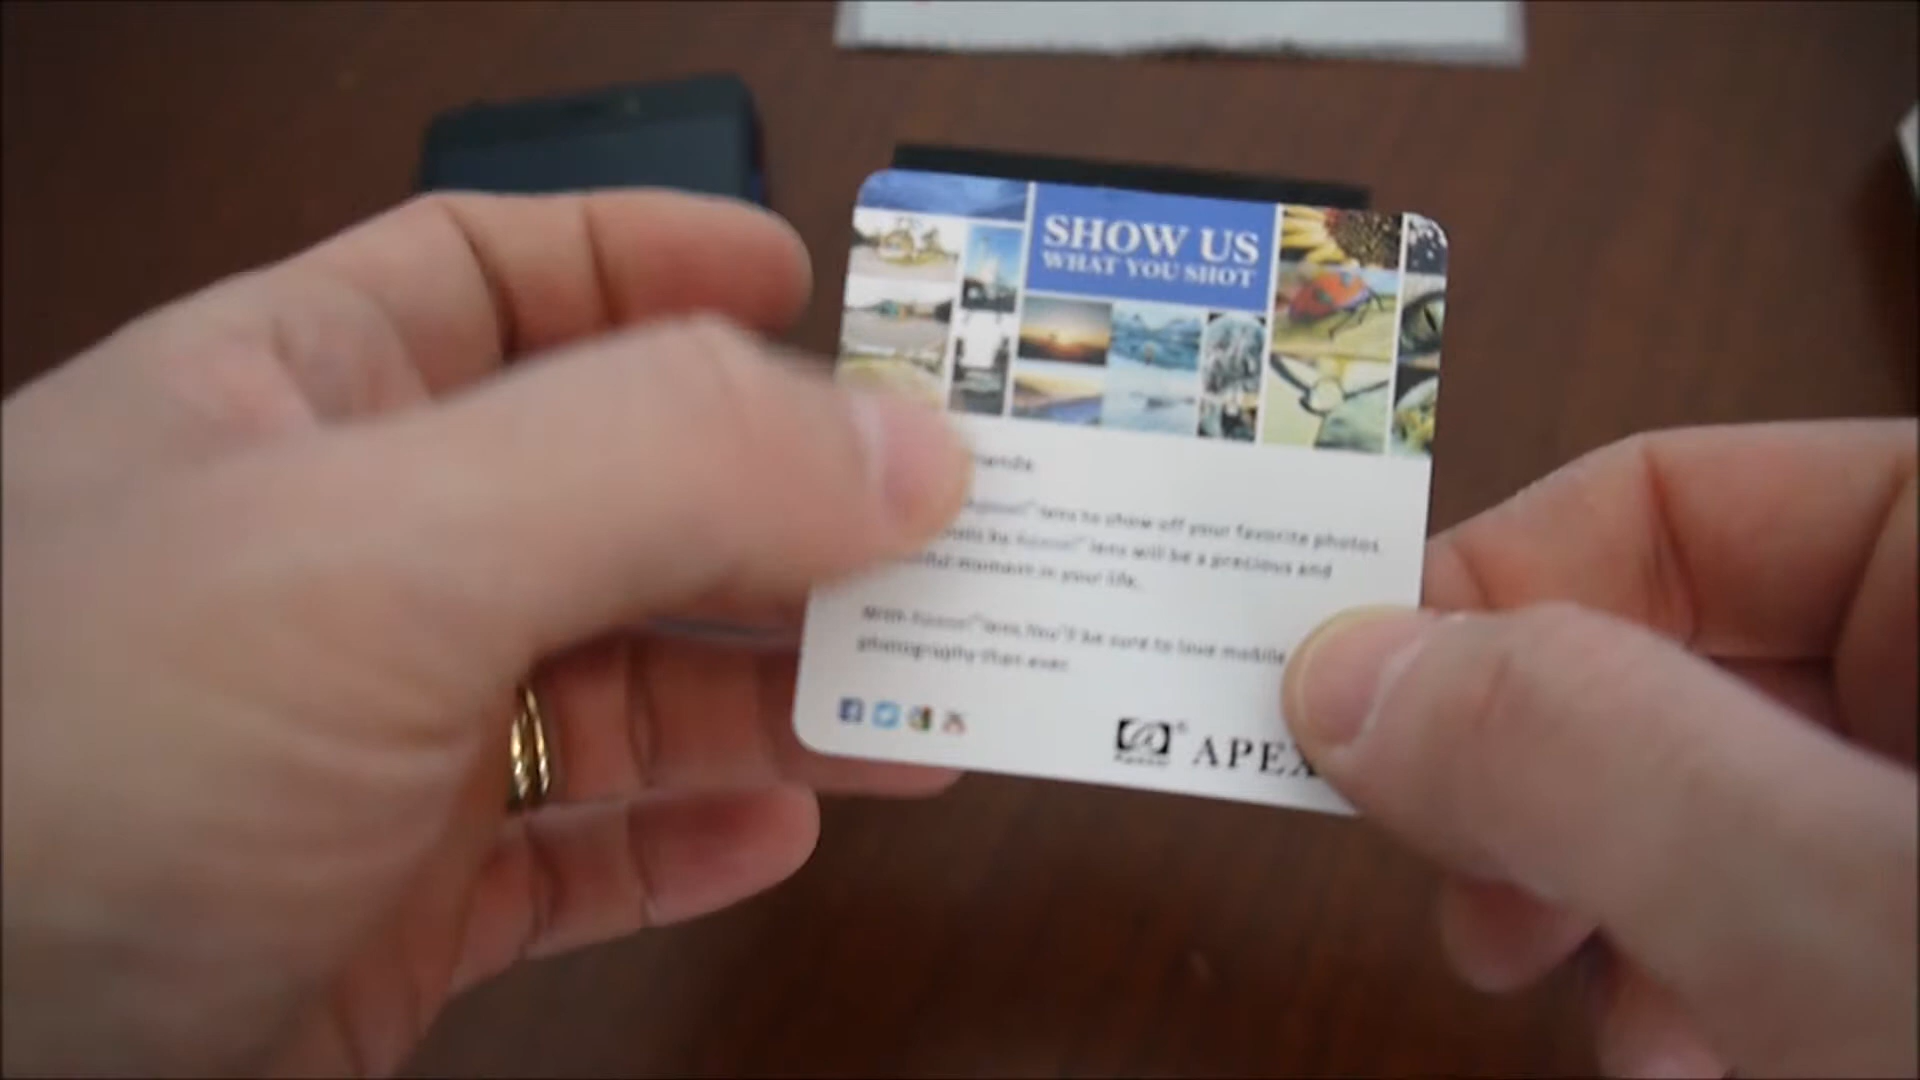 SHOW US
WHAT YOU SHOT
lens to show off your favorite photos.
lens will be a precious and
moment in your life.
With Apexel™ lens, You'll be sure to love mobile
photography than ever.
APEX